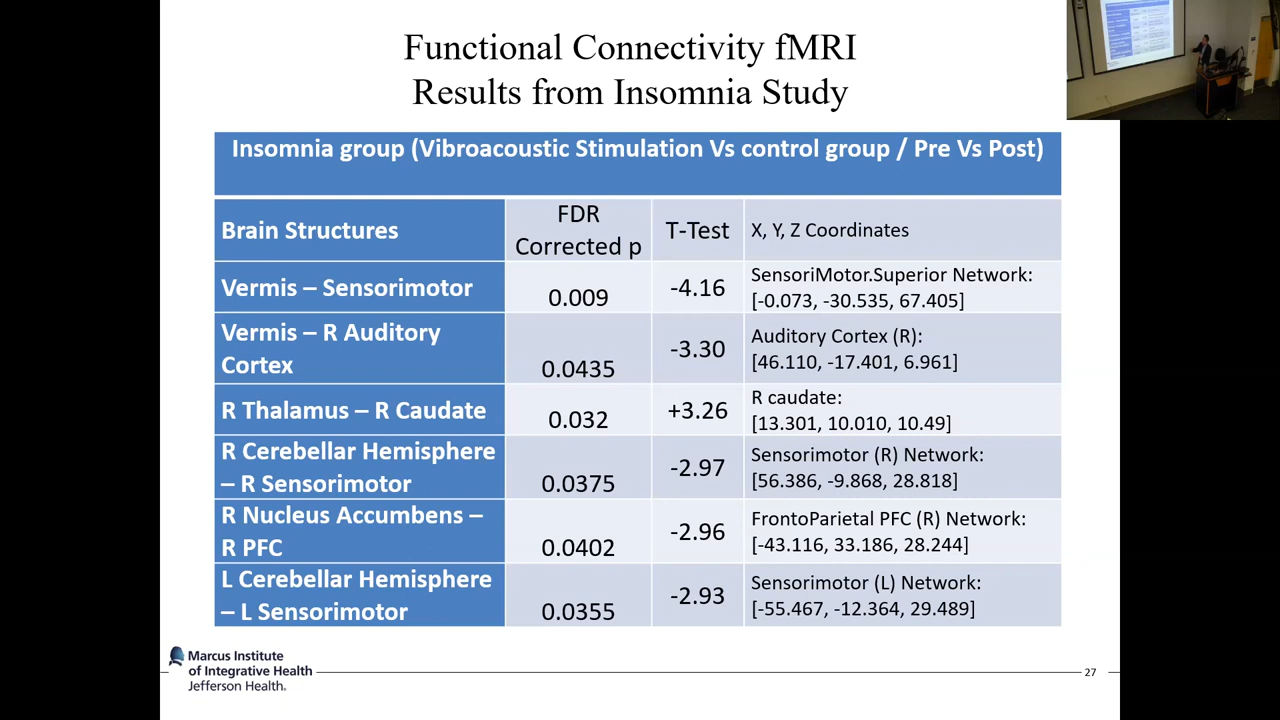 Functional Connectivity fMRI
Results from Insomnia Study
Insomnia group (Vibroacoustic Stimulation Vs control group / Pre Vs Post)
Brain Structures
FDR
Corrected p
T-Test
X, Y, Z Coordinates
Vermis – Sensorimotor
0.009
-4.16
SensoriMotor.Superior Network:
[-0.073, -30.535, 67.405]
Vermis – R Auditory
Cortex
0.0435
-3.30
Auditory Cortex (R):
[46.110, -17.401, 6.961]
R Thalamus – R Caudate
0.032
+3.26
R caudate:
[13.301, 10.010, 10.49]
R Cerebellar Hemisphere
– R Sensorimotor
0.0375
-2.97
Sensorimotor (R) Network:
[56.386, -9.868, 28.818]
R Nucleus Accumbens –
R PFC
0.0402
-2.96
FrontoParietal PFC (R) Network:
[-43.116, 33.186, 28.244]
L Cerebellar Hemisphere
– L Sensorimotor
0.0355
-2.93
Sensorimotor (L) Network:
[-55.467, -12.364, 29.489]
Marcus Institute
of Integrative Health
Jefferson Health.
27